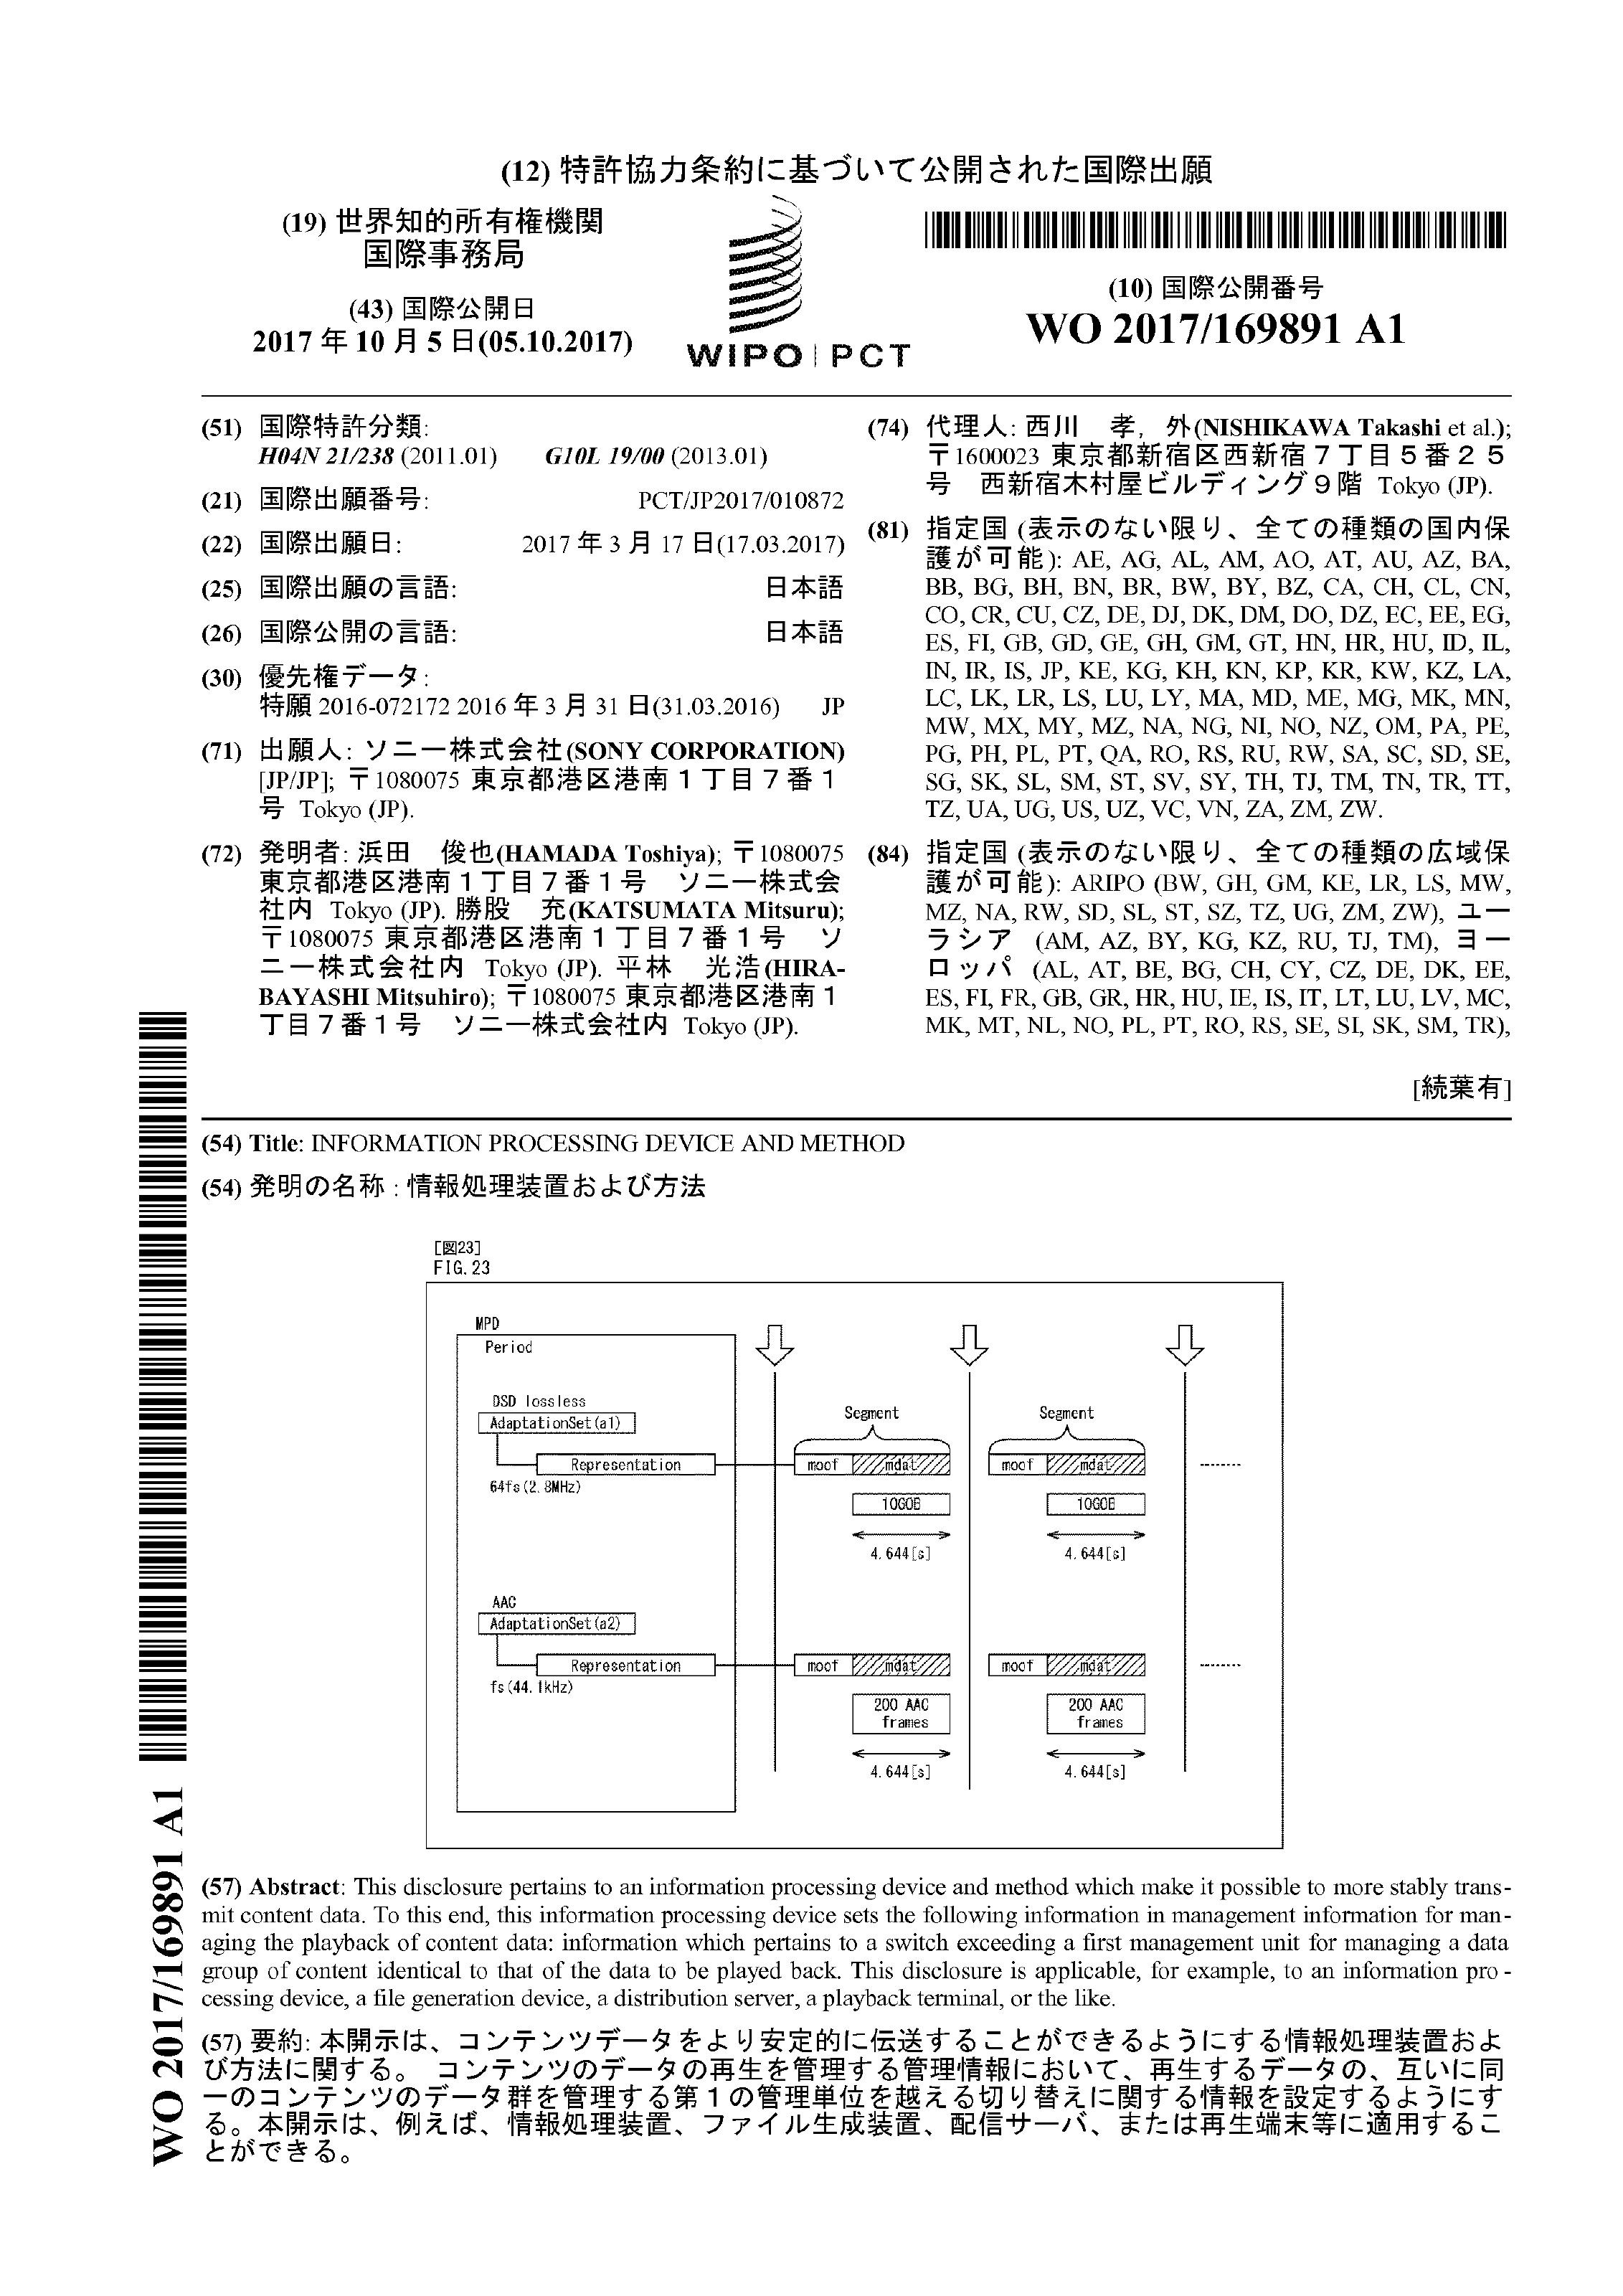 (12) 特許協力条約に基づいて公開された国際出願
(19) 世界知的所有権機関
国際事務局
(43) 国際公開日
2017 年 10 月 5 日(05.10.2017)
WIPO | PCT
(10) 国際公開番号
WO 2017/169891 A1
(51) 国際特許分類:
H04N 21/238 (2011.01) G10L 19/00 (2013.01)
(21) 国際出願番号: PCT/JP2017/010872
(22) 国際出願日: 2017 年 3 月 17 日(17.03.2017)
(25) 国際出願の言語: 日本語
(26) 国際公開の言語: 日本語
(30) 優先権データ:
特願 2016-072172 2016 年 3 月 31 日(31.03.2016) JP
(71) 出願人: ソニー株式会社(SONY CORPORATION)
[JP/JP]; 〒1080075 東京都港区港南1丁目7番1
号 Tokyo (JP).
(72) 発明者: 浜田 俊也(HAMADA Toshiya); 〒1080075
東京都港区港南1丁目7番1号 ソニー株式会
社内 Tokyo (JP). 勝股 充(KATSUMATA Mitsuru);
〒1080075 東京都港区港南1丁目7番1号 ソ
ニー株式会社内 Tokyo (JP). 平林 光浩(HIRA-
BAYASHI Mitsuhiro); 〒1080075 東京都港区港南1
丁目7番1号 ソニー株式会社内 Tokyo (JP).
(74) 代理人: 西川 孝, 外(NISHIKAWA Takashi et al.);
〒1600023 東京都新宿区西新宿7丁目5番25
号 西新宿木村屋ビルディング9階 Tokyo (JP).
(81) 指定国 (表示のない限り、全ての種類の国内保
護が可能): AE, AG, AL, AM, AO, AT, AU, AZ, BA,
BB, BG, BH, BN, BR, BW, BY, BZ, CA, CH, CL, CN,
CO, CR, CU, CZ, DE, DJ, DK, DM, DO, DZ, EC, EE, EG,
ES, FI, GB, GD, GE, GH, GM, GT, HN, HR, HU, ID, IL,
IN, IR, IS, JP, KE, KG, KH, KN, KP, KR, KW, KZ, LA,
LC, LK, LR, LS, LU, LY, MA, MD, ME, MG, MK, MN,
MW, MX, MY, MZ, NA, NG, NI, NO, NZ, OM, PA, PE,
PG, PH, PL, PT, QA, RO, RS, RU, RW, SA, SC, SD, SE,
SG, SK, SL, SM, ST, SV, SY, TH, TJ, TM, TN, TR, TT,
TZ, UA, UG, US, UZ, VC, VN, ZA, ZM, ZW.
(84) 指定国 (表示のない限り、全ての種類の広域保
護が可能): ARIPO (BW, GH, GM, KE, LR, LS, MW,
MZ, NA, RW, SD, SL, ST, SZ, TZ, UG, ZM, ZW), ユー
ラシア (AM, AZ, BY, KG, KZ, RU, TJ, TM), ヨー
ロッパ (AL, AT, BE, BG, CH, CY, CZ, DE, DK, EE,
ES, FI, FR, GB, GR, HR, HU, IE, IS, IT, LT, LU, LV, MC,
MK, MT, NL, NO, PL, PT, RO, RS, SE, SI, SK, SM, TR),
[続葉有]
(54) Title: INFORMATION PROCESSING DEVICE AND METHOD
(54) 発明の名称 : 情報処理装置および方法
[図23]
FIG. 23
MPD
Period
DSD lossless
AdaptationSet(a1)
Segment Segment
Representation moof mdat moof mdat
64fs(2.8MHz)
10GOB 10GOB
4.644[s] 4.644[s]
AAC
AdaptationSet(a2)
Representation moof mdat moof mdat
fs(44.1kHz)
200 AAC 200 AAC
frames frames
4.644[s] 4.644[s]
(57) Abstract: This disclosure pertains to an information processing device and method which make it possible to more stably trans-
mit content data. To this end, this information processing device sets the following information in management information for man-
aging the playback of content data: information which pertains to a switch exceeding a first management unit for managing a data
group of content identical to that of the data to be played back. This disclosure is applicable, for example, to an information pro-
cessing device, a file generation device, a distribution server, a playback terminal, or the like.
(57) 要約: 本開示は、コンテンツデータをより安定的に伝送することができるようにする情報処理装置およ
び方法に関する。 コンテンツのデータの再生を管理する管理情報において、再生するデータの、互いに同
一のコンテンツのデータ群を管理する第1の管理単位を越える切り替えに関する情報を設定するようにす
る。本開示は、例えば、情報処理装置、ファイル生成装置、配信サーバ、または再生端末等に適用するこ
とができる。
WO 2017/169891 A1